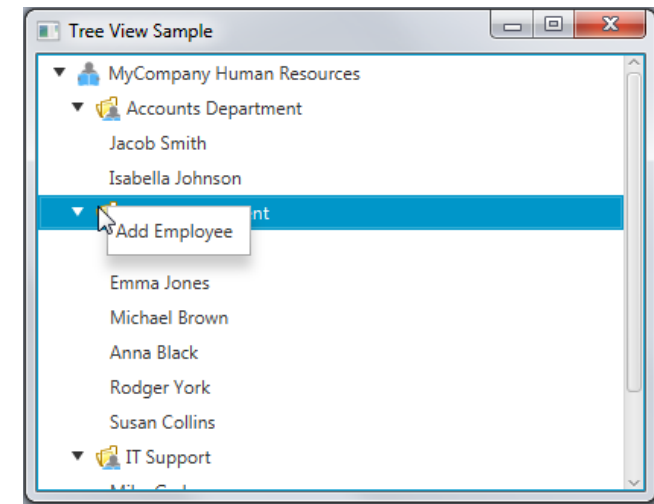 Tree View Sample
MyCompany Human Resources
Accounts Department
Jacob Smith
Isabella Johnson
nt
Add Employee
Emma Jones
Michael Brown
Anna Black
Rodger York
Susan Collins
IT Support